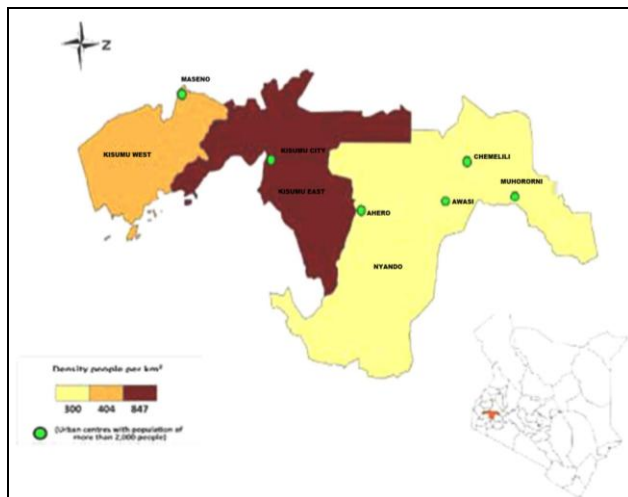 N
MASENO
KISUMU WEST
KISUMU CITY
CHEMELILI
KISUMU EAST
MUHORORNI
AWASI
AHERO
NYANDO
Density people per km²
300 404 847
(Urban centres with population of
more than 2,000 people)